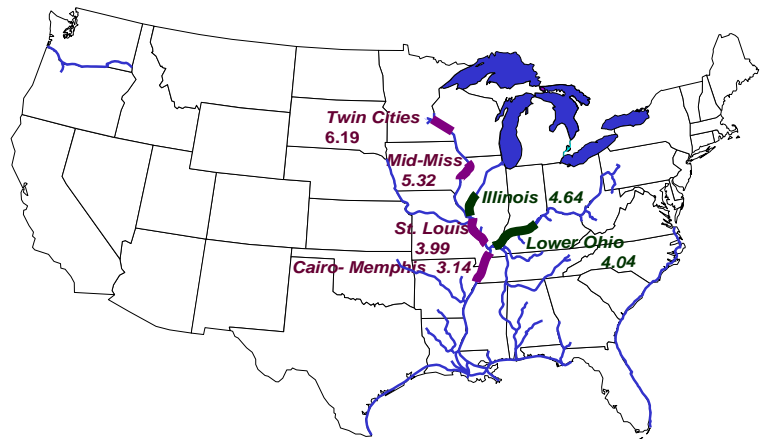 Twin Cities
6.19
Mid-Miss
5.32
Illinois 4.64
St. Louis
3.99
Lower Ohio
4.04
Cairo- Memphis 3.14